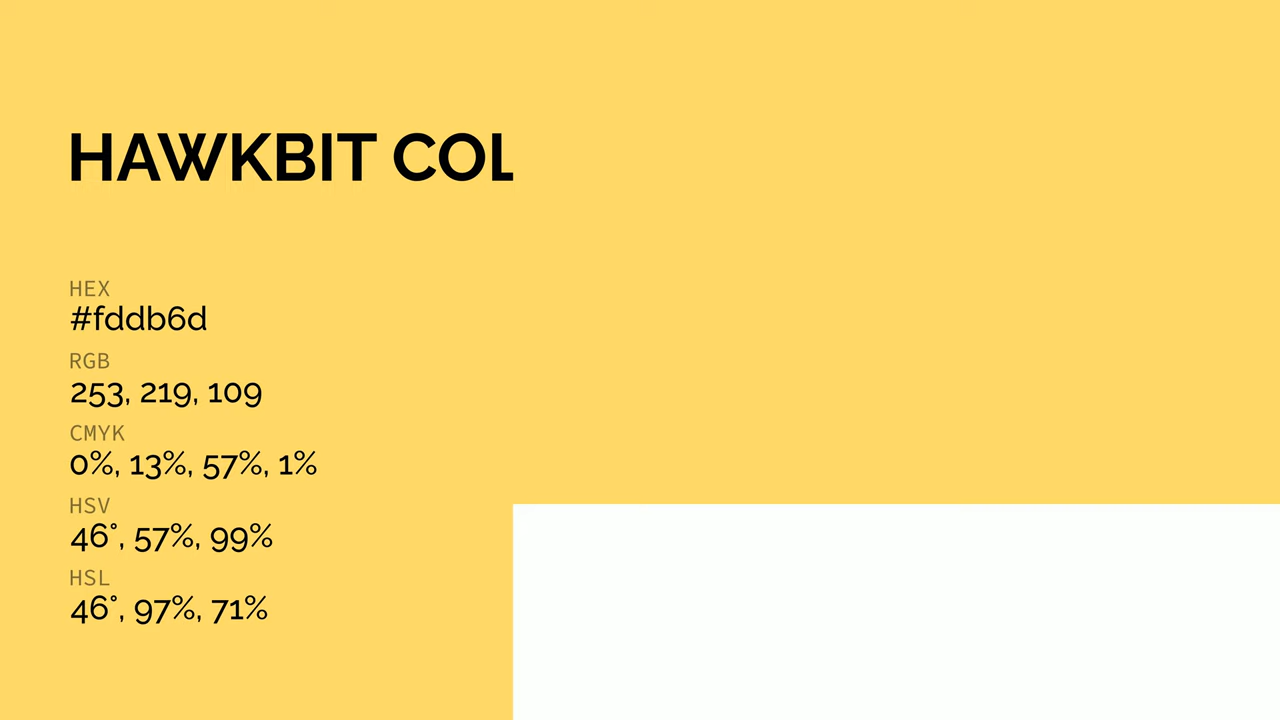 HAWKBIT COL
HEX
#fddb6d
RGB
253, 219, 109
CMYK
0%, 13%, 57%, 1%
HSV
46°, 57%, 99%
HSL
46°, 97%, 71%